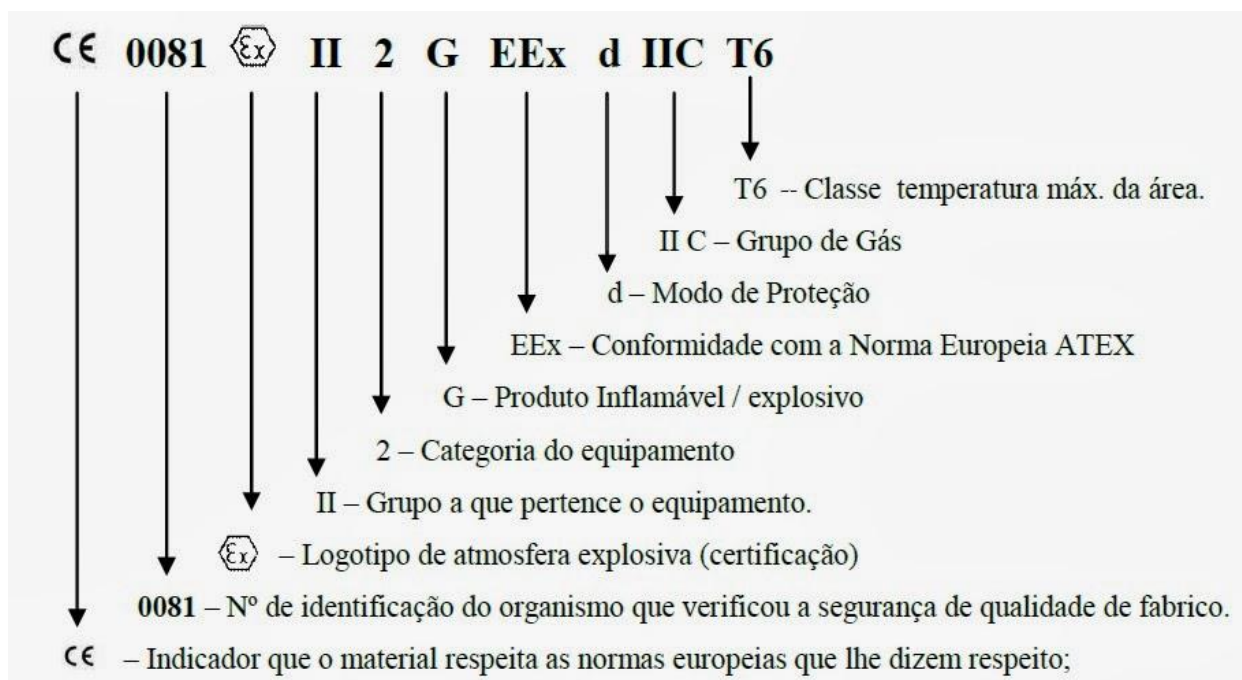 CE 0081 Ex II 2 G EEx d IIC T6
T6 -- Classe temperatura máx. da área.
II C – Grupo de Gás
d – Modo de Proteção
EEx – Conformidade com a Norma Europeia ATEX
G – Produto Inflamável / explosivo
2 – Categoria do equipamento
II – Grupo a que pertence o equipamento.
Ex – Logotipo de atmosfera explosiva (certificação)
0081 – Nº de identificação do organismo que verificou a segurança de qualidade de fabrico.
CE – Indicador que o material respeita as normas europeias que lhe dizem respeito;